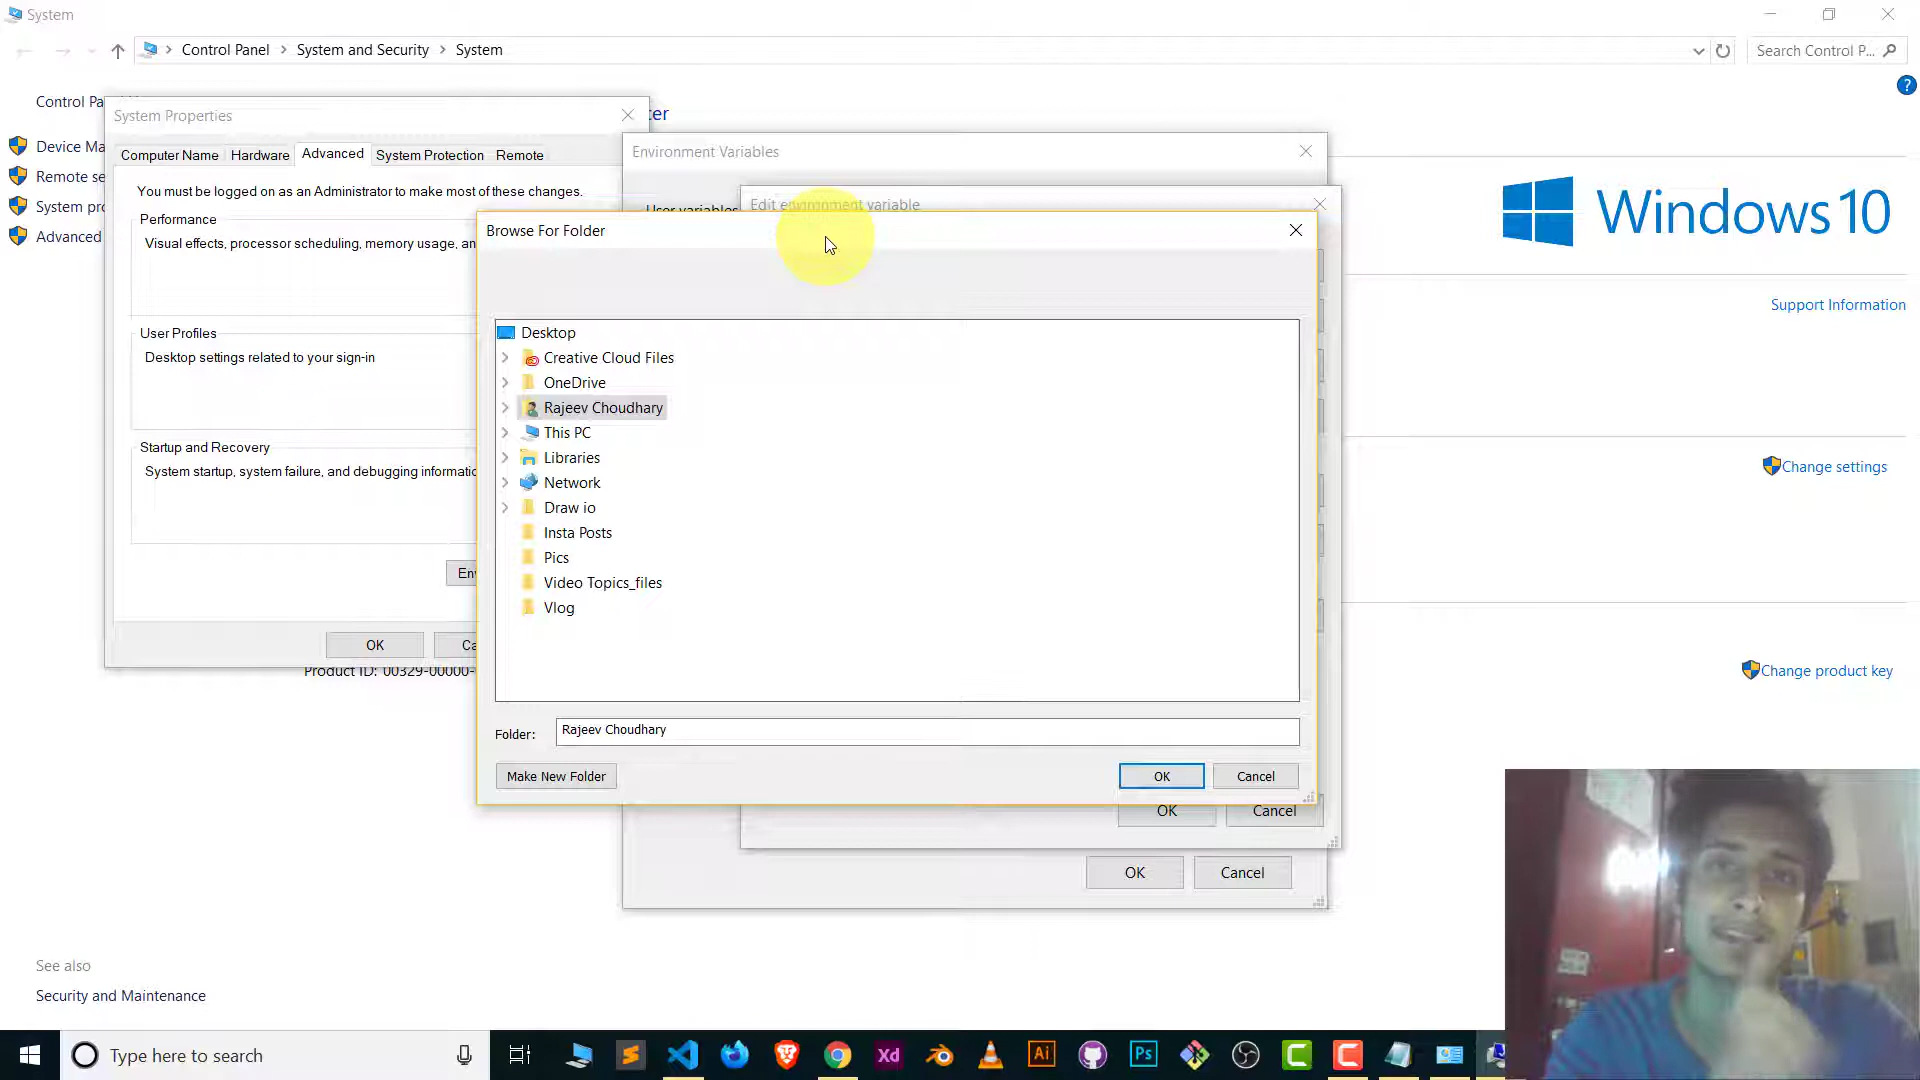 System
Control Panel
System and Security
System
Search Control P...
Control Pa
System Properties
ter
Device Ma
Computer Name
Hardware
Advanced
System Protection
Remote
Environment Variables
Remote se
You must be logged on as an Administrator to make most of these changes.
System pro
Performance
User variables
Edit environment variable
Windows 10
Advanced
Visual effects, processor scheduling, memory usage, an
Browse For Folder
Support Information
User Profiles
Desktop settings related to your sign-in
Desktop
Creative Cloud Files
OneDrive
Rajeev Choudhary
This PC
Libraries
Network
Draw io
Insta Posts
Pics
Video Topics_files
Vlog
Startup and Recovery
System startup, system failure, and debugging informatio
Change settings
En
OK
Ca
Product ID: 00329-00000-
Change product key
Folder:
Rajeev Choudhary
Make New Folder
OK
Cancel
OK
Cancel
OK
Cancel
See also
Security and Maintenance
Type here to search
Xd
Ai
Ps